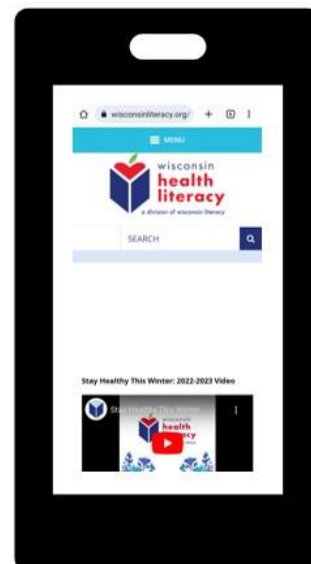 wisconsinliteracy.org/
MENU
wisconsin
health
literacy
a division of wisconsin literacy
SEARCH
Stay Healthy This Winter: 2022-2023 Video
Stay Healthy This Winter
wisconsin
health
literacy